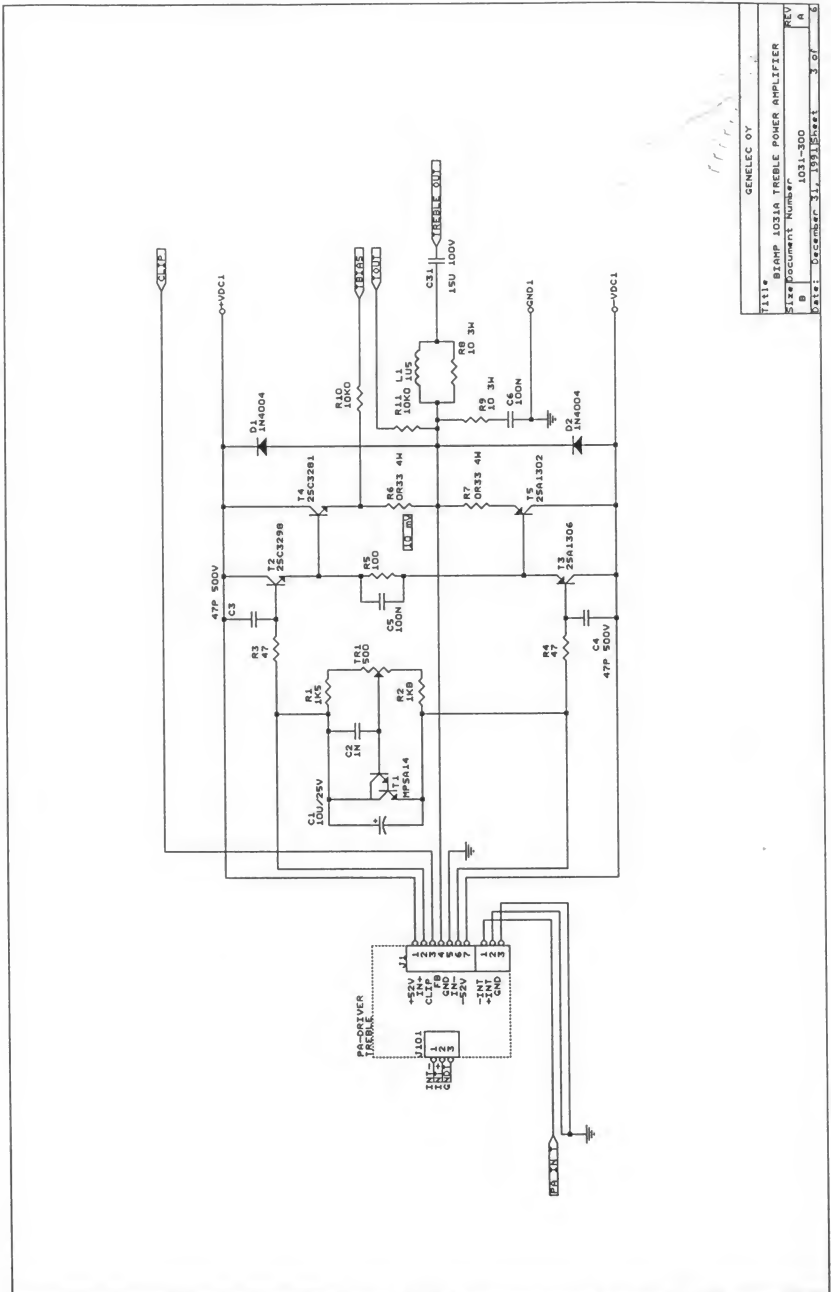 CLIP
+VDC1
TBIAS
TOUT
TREBLE OUT
C31
15U 100V
R10
10K0
R11
10K0
L1
1U5
R8
10 3W
R9
10 3W
C6
100N
GND1
-VDC1
D1
1N4004
D2
1N4004
T4
2SC3281
R6
0R33 4W
10 mV
R7
0R33 4W
T5
2SA1302
T2
2SC3298
R5
100
C5
100N
T3
2SA1306
47P 500V
C3
R3
47
R4
47
C4
47P 500V
TR1
500
R1
1K5
R2
1K8
C2
1N
T1
MPSA14
C1
10U/25V
PA-DRIVER
TREBLE
J1
+52V 1
IN+ 2
CLIP 3
FB 4
GND 5
IN- 6
-52V 7
-INT 1
+INT 2
GND 3
J101
INT- 1
INT+ 2
GNDT 3
PA IN T
GENELEC OY
Title
BIAMP 1031A TREBLE POWER AMPLIFIER
Size Document Number REV
B 1031-300 A
Date: December 31, 1991 Sheet 3 of 6